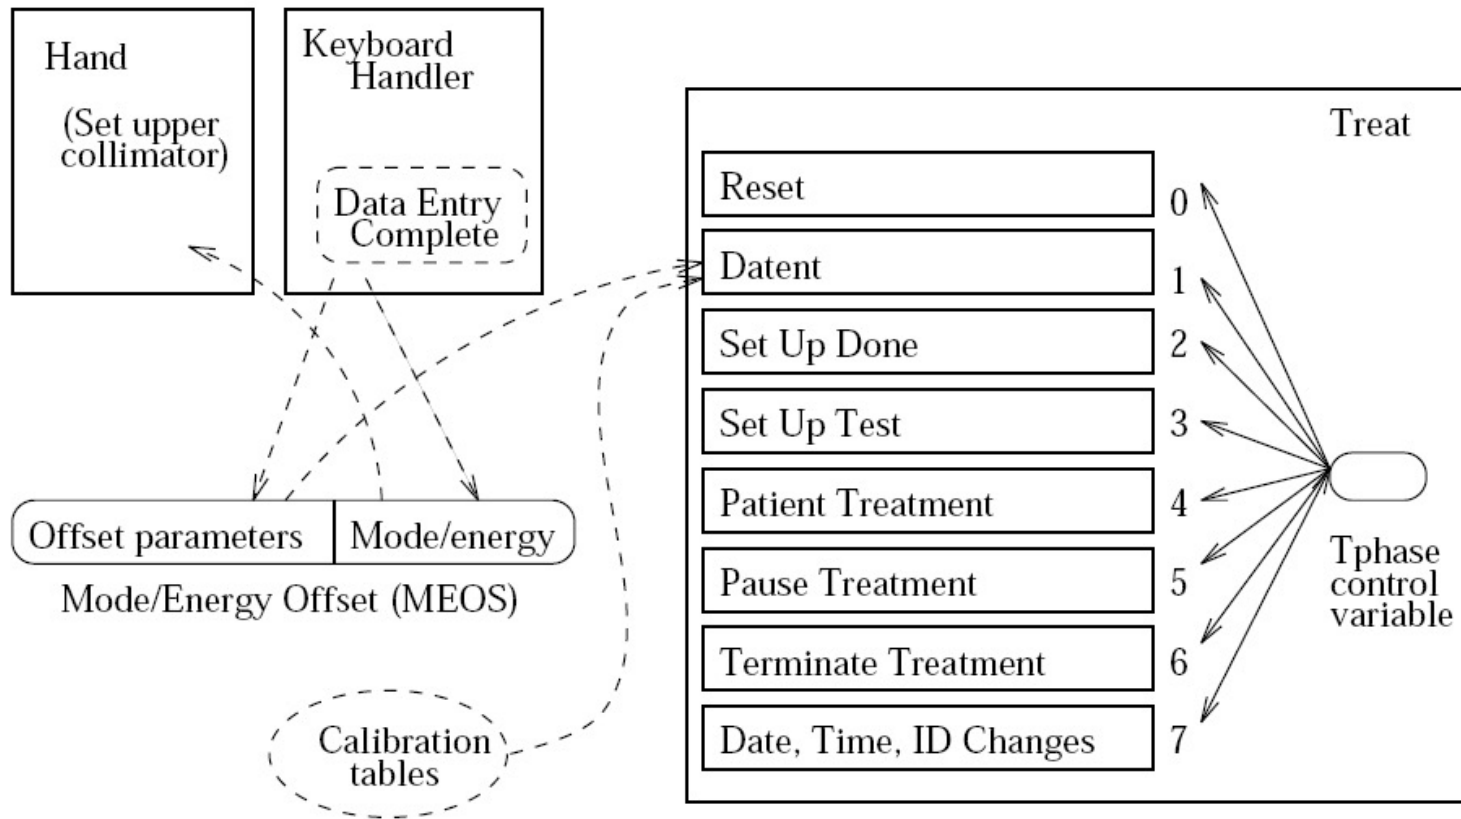 Hand
(Set upper
collimator)
Keyboard
Handler
Data Entry
Complete
Offset parameters
Mode/energy
Mode/Energy Offset (MEOS)
Calibration
tables
Treat
Reset
0
Datent
1
Set Up Done
2
Set Up Test
3
Patient Treatment
4
Pause Treatment
5
Terminate Treatment
6
Date, Time, ID Changes
7
Tphase
control
variable